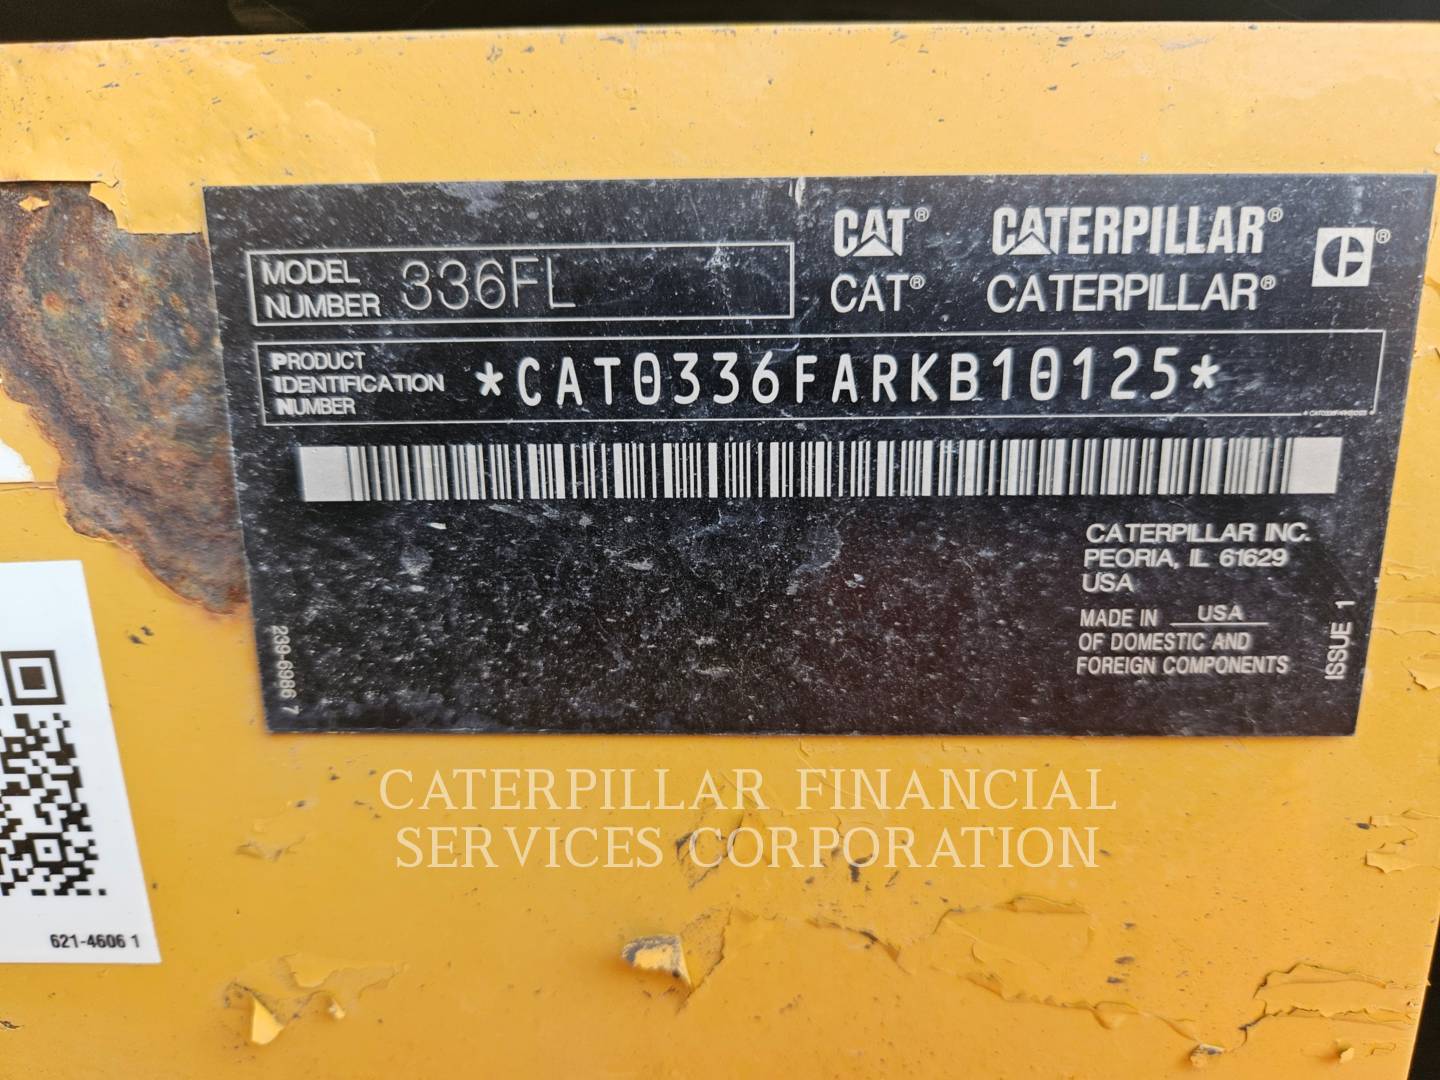 CAT® CATERPILLAR®
CAT® CATERPILLAR®
MODEL NUMBER 336FL
PRODUCT IDENTIFICATION NUMBER *CAT0336FARKB10125*
CATERPILLAR INC.
PEORIA, IL 61629
USA
MADE IN USA
OF DOMESTIC AND
FOREIGN COMPONENTS
ISSUE 1
239-6986 7
621-4606 1
CATERPILLAR FINANCIAL
SERVICES CORPORATION